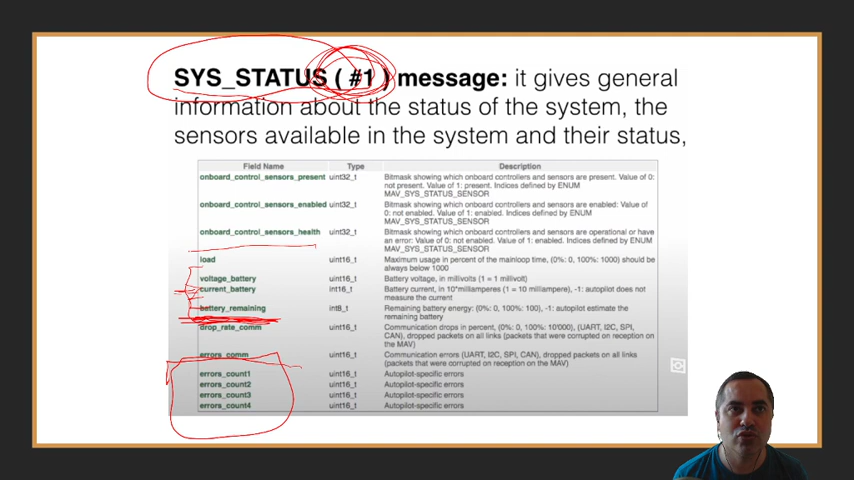 SYS_STATUS ( #1 ) message: it gives general
information about the status of the system, the
sensors available in the system and their status,
Field Name Type Description
onboard_control_sensors_present uint32_t Bitmask showing which onboard controllers and sensors are present. Value of 0:
not present. Value of 1: present. Indices defined by ENUM
MAV_SYS_STATUS_SENSOR
onboard_control_sensors_enabled uint32_t Bitmask showing which onboard controllers and sensors are enabled: Value of
0: not enabled. Value of 1: enabled. Indices defined by ENUM
MAV_SYS_STATUS_SENSOR
onboard_control_sensors_health uint32_t Bitmask showing which onboard controllers and sensors are operational or have
an error: Value of 0: not enabled. Value of 1: enabled. Indices defined by ENUM
MAV_SYS_STATUS_SENSOR
load uint16_t Maximum usage in percent of the mainloop time, (0%: 0, 100%: 1000) should be
always below 1000
voltage_battery uint16_t Battery voltage, in millivolts (1 = 1 millivolt)
current_battery int16_t Battery current, in 10*milliamperes (1 = 10 milliampere), -1: autopilot does not
measure the current
battery_remaining int8_t Remaining battery energy: (0%: 0, 100%: 100), -1: autopilot estimate the
remaining battery
drop_rate_comm uint16_t Communication drops in percent, (0%: 0, 100%: 10'000), (UART, I2C, SPI,
CAN), dropped packets on all links (packets that were corrupted on reception on
the MAV)
errors_comm uint16_t Communication errors (UART, I2C, SPI, CAN), dropped packets on all links
(packets that were corrupted on reception on the MAV)
errors_count1 uint16_t Autopilot-specific errors
errors_count2 uint16_t Autopilot-specific errors
errors_count3 uint16_t Autopilot-specific errors
errors_count4 uint16_t Autopilot-specific errors